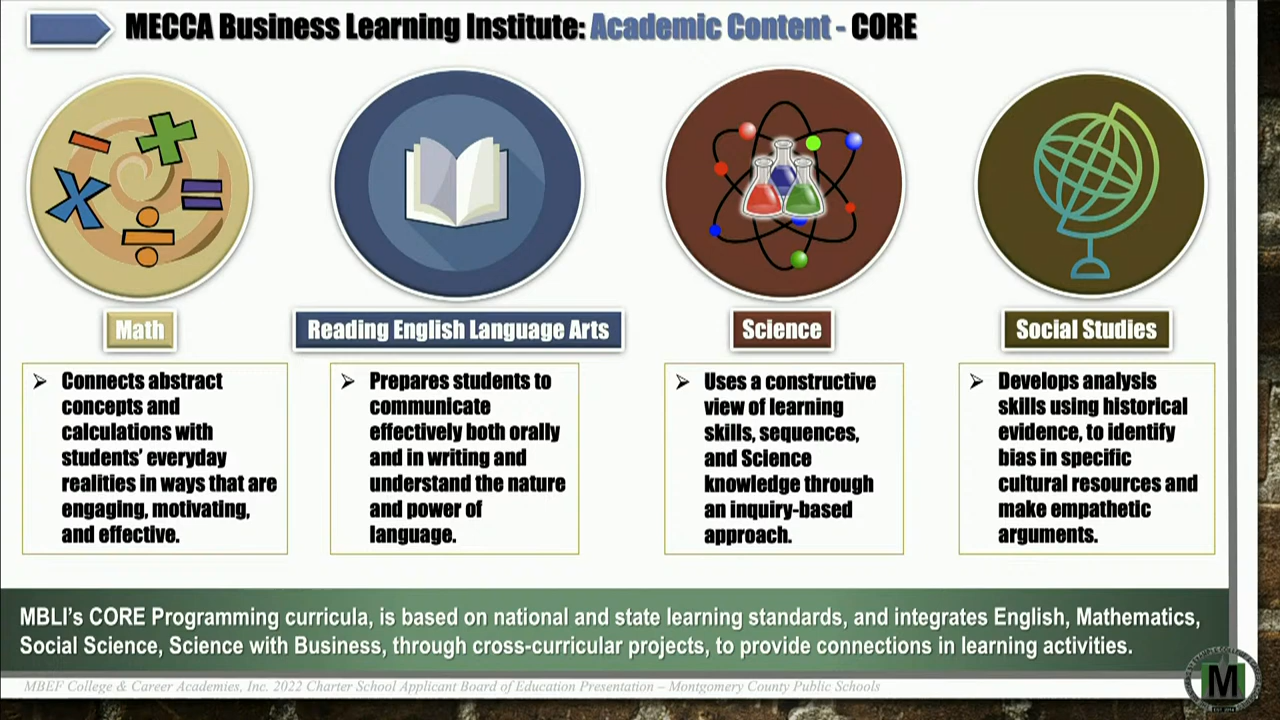 MECCA Business Learning Institute: Academic Content - CORE
Math
Reading English Language Arts
Science
Social Studies
➢ Connects abstract
concepts and
calculations with
students' everyday
realities in ways that are
engaging, motivating,
and effective.
➢ Prepares students to
communicate
effectively both orally
and in writing and
understand the nature
and power of
language.
➢ Uses a constructive
view of learning
skills, sequences,
and Science
knowledge through
an inquiry-based
approach.
➢ Develops analysis
skills using historical
evidence, to identify
bias in specific
cultural resources and
make empathetic
arguments.
MBLI's CORE Programming curricula, is based on national and state learning standards, and integrates English, Mathematics,
Social Science, Science with Business, through cross-curricular projects, to provide connections in learning activities.
MBEF College & Career Academies, Inc. 2022 Charter School Applicant Board of Education Presentation – Montgomery County Public Schools
M